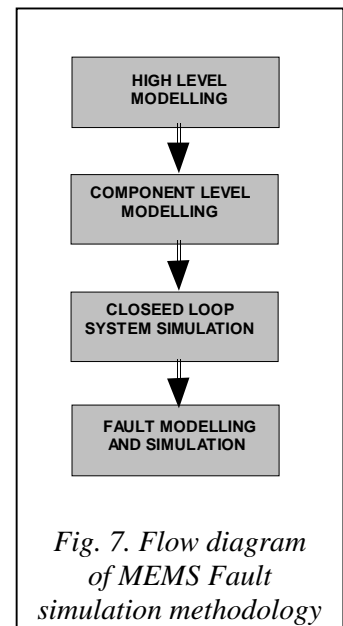 HIGH LEVEL
MODELLING
COMPONENT LEVEL
MODELLING
CLOSEED LOOP
SYSTEM SIMULATION
FAULT MODELLING
AND SIMULATION
Fig. 7. Flow diagram
of MEMS Fault
simulation methodology